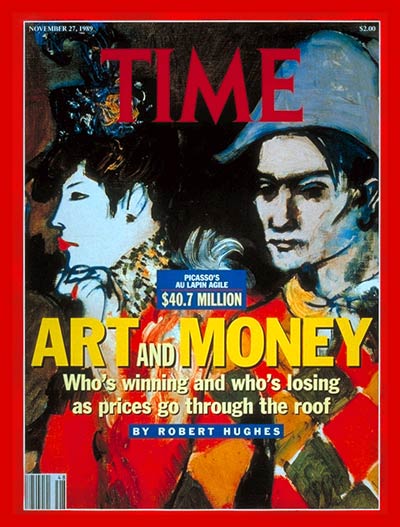 NOVEMBER 27, 1989
$2.00
TIME
PICASSO'S
AU LAPIN AGILE
$40.7 MILLION
ART AND MONEY
Who's winning and who's losing
as prices go through the roof
BY ROBERT HUGHES
48